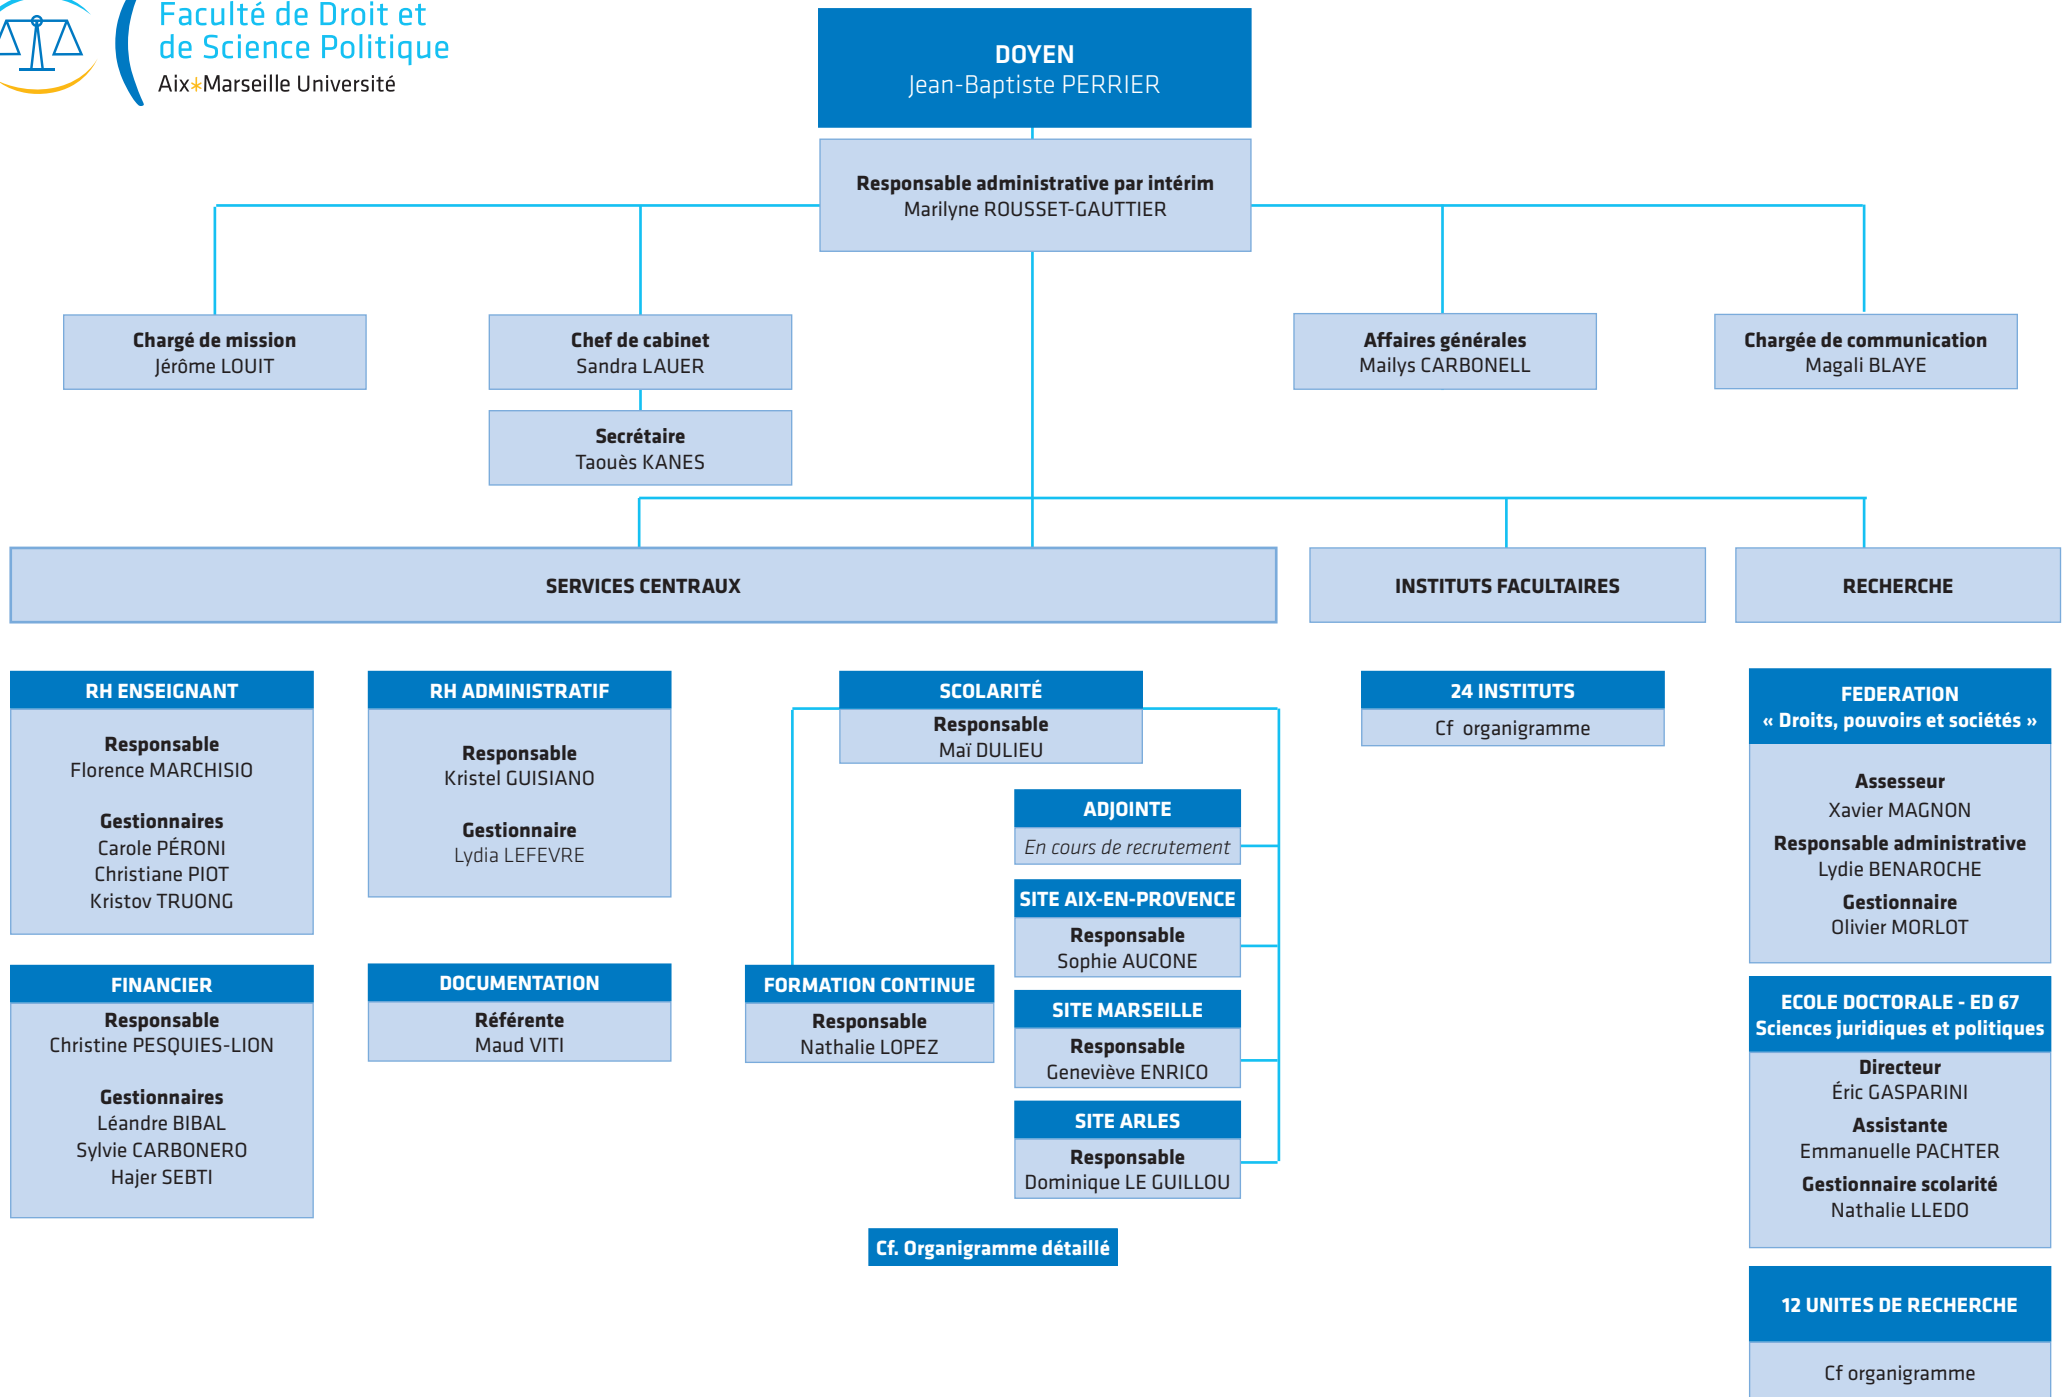 Faculté de Droit et
de Science Politique
Aix*Marseille Université
DOYEN
Jean-Baptiste PERRIER
Responsable administrative par intérim
Marilyne ROUSSET-GAUTTIER
Chargé de mission
Jérôme LOUIT
Chef de cabinet
Sandra LAUER
Affaires générales
Mailys CARBONELL
Chargée de communication
Magali BLAYE
Secrétaire
Taouès KANES
SERVICES CENTRAUX
INSTITUTS FACULTAIRES
RECHERCHE
RH ENSEIGNANT
Responsable
Florence MARCHISIO
Gestionnaires
Carole PÉRONI
Christiane PIOT
Kristov TRUONG
RH ADMINISTRATIF
Responsable
Kristel GUISIANO
Gestionnaire
Lydia LEFEVRE
FINANCIER
Responsable
Christine PESQUIES-LION
Gestionnaires
Léandre BIBAL
Sylvie CARBONERO
Hajer SEBTI
DOCUMENTATION
Référente
Maud VITI
SCOLARITÉ
Responsable
Maï DULIEU
ADJOINTE
En cours de recrutement
SITE AIX-EN-PROVENCE
Responsable
Sophie AUCONE
FORMATION CONTINUE
Responsable
Nathalie LOPEZ
SITE MARSEILLE
Responsable
Geneviève ENRICO
SITE ARLES
Responsable
Dominique LE GUILLOU
Cf. Organigramme détaillé
24 INSTITUTS
Cf organigramme
FEDERATION
« Droits, pouvoirs et sociétés »
Assesseur
Xavier MAGNON
Responsable administrative
Lydie BENAROCHE
Gestionnaire
Olivier MORLOT
ECOLE DOCTORALE - ED 67
Sciences juridiques et politiques
Directeur
Éric GASPARINI
Assistante
Emmanuelle PACHTER
Gestionnaire scolarité
Nathalie LLEDO
12 UNITES DE RECHERCHE
Cf organigramme